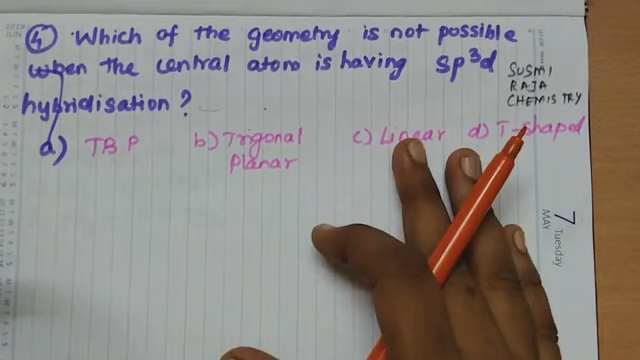 4) Which of the geometry is not possible
when the central atom is having sp³d
hybridisation?
SUSMI
RAJA
CHEMISTRY
a) TBP b) Trigonal Planar c) Linear d) T-shaped
7 Tuesday
MAY